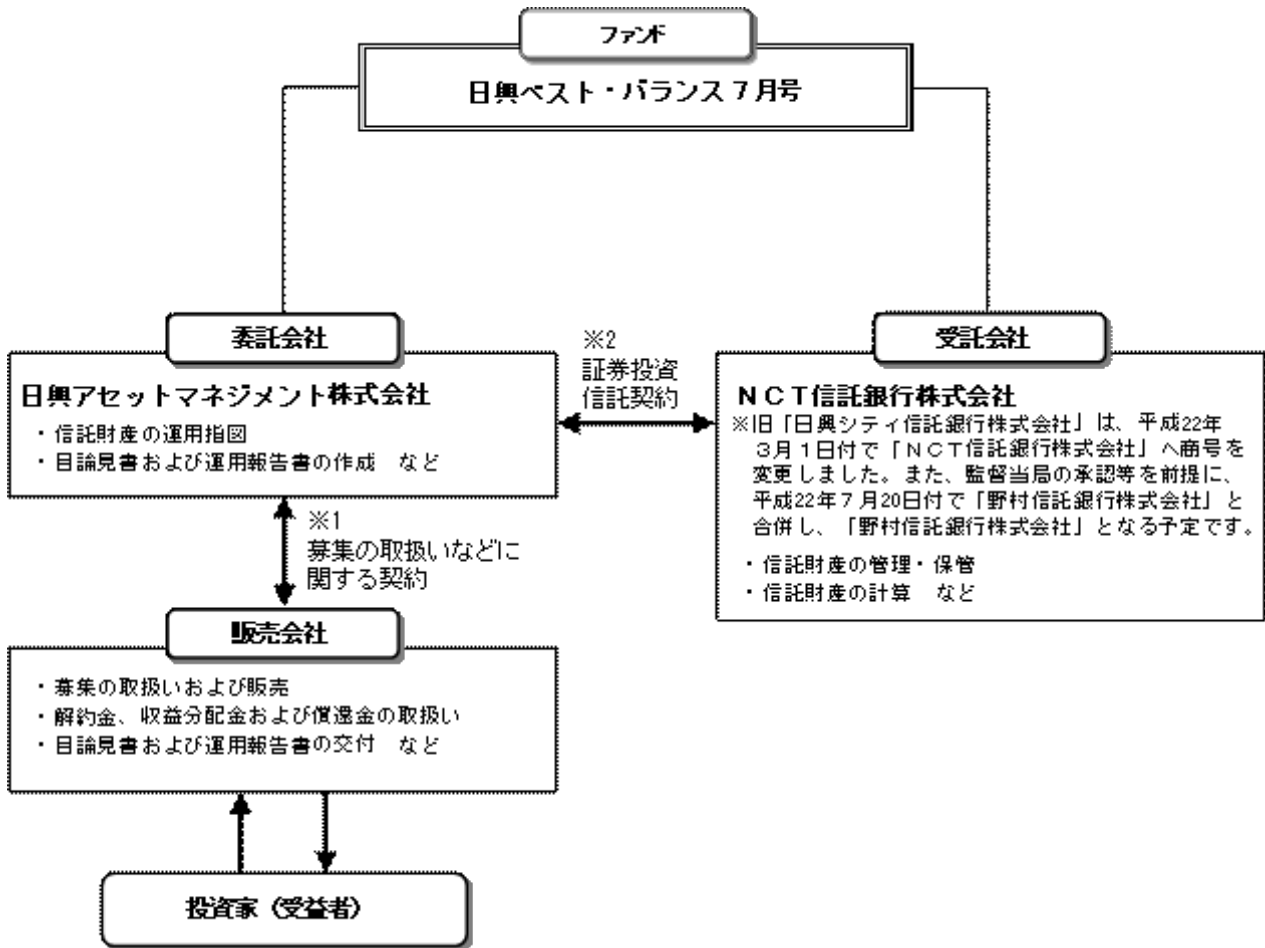 ファンド
日興ベスト・バランス７月号
委託会社
日興アセットマネジメント株式会社
・信託財産の運用指図
・目論見書および運用報告書の作成　など
※2
証券投資
信託契約
受託会社
ＮＣＴ信託銀行株式会社
※旧「日興シティ信託銀行株式会社」は、平成22年
３月１日付で「ＮＣＴ信託銀行株式会社」へ商号を
変更しました。また、監督当局の承認等を前提に、
平成22年７月20日付で「野村信託銀行株式会社」と
合併し、「野村信託銀行株式会社」となる予定です。
・信託財産の管理・保管
・信託財産の計算　など
※1
募集の取扱いなどに
関する契約
販売会社
・募集の取扱いおよび販売
・解約金、収益分配金および償還金の取扱い
・目論見書および運用報告書の交付　など
投資家（受益者）